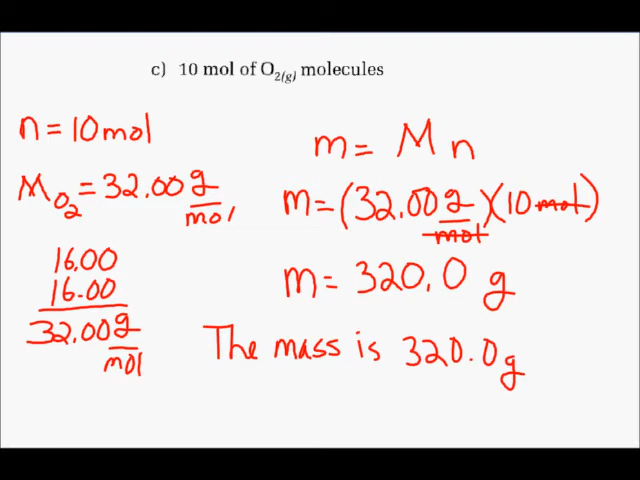 c) 10 mol of O2(g) molecules
n = 10 mol
MO2 = 32.00 g/mol
16.00
16.00
32.00 g/mol
m = M n
m = (32.00 g/mol)(10 mol)
m = 320.0 g
The mass is 320.0g